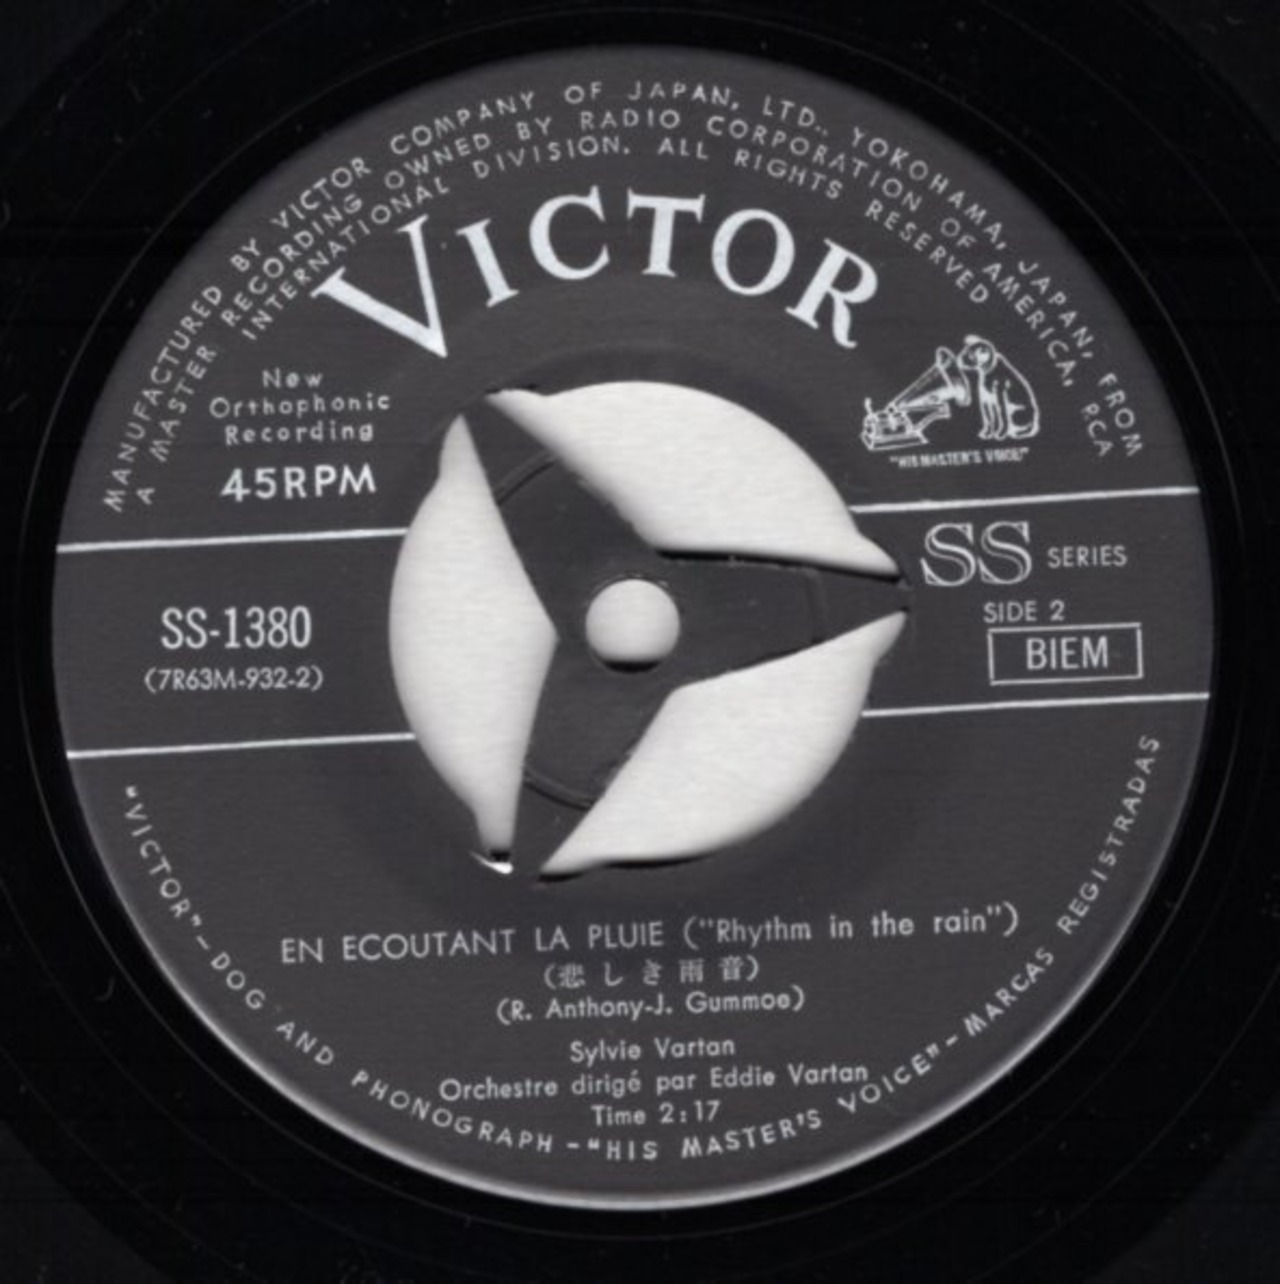 MANUFACTURED BY VICTOR COMPANY OF JAPAN, LTD., YOKOHAMA, JAPAN, FROM
A MASTER RECORDING OWNED BY RADIO CORPORATION OF AMERICA, RCA
INTERNATIONAL DIVISION. ALL RIGHTS RESERVED
VICTOR
New
Orthophonic
Recording
45RPM
"HIS MASTER'S VOICE"
SS SERIES
SIDE 2
BIEM
SS-1380
(7R63M-932-2)
EN ECOUTANT LA PLUIE ("Rhythm in the rain")
(悲しき雨音)
(R. Anthony-J. Gummoe)
Sylvie Vartan
Orchestre dirigé par Eddie Vartan
Time 2:17
"VICTOR"-DOG AND PHONOGRAPH-"HIS MASTER'S VOICE"-MARCAS REGISTRADAS